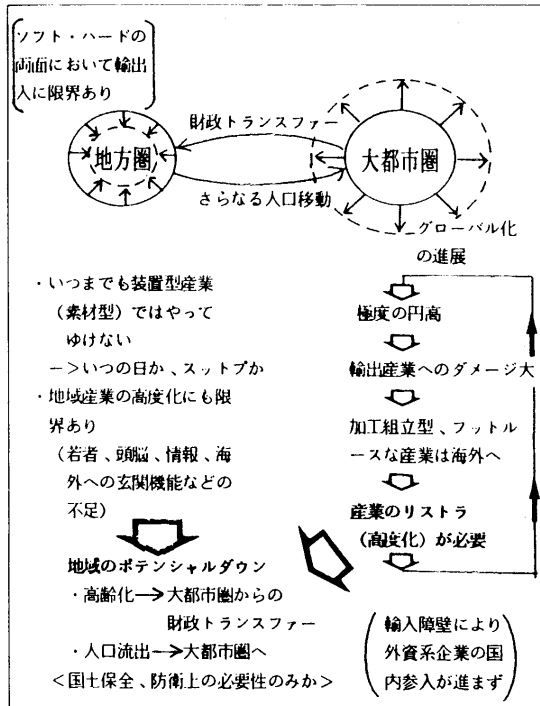 ソフト・ハードの
両面において輸出
入に限界あり
財政トランスファー
地方圏
大都市圏
さらなる人口移動
グローバル化
の進展
・いつまでも装置型産業
（素材型）ではやって
ゆけない
－＞いつの日か、スットプか
・地域産業の高度化にも限
界あり
（若者、頭脳、情報、海
外への玄関機能などの
不足）
極度の円高
輸出産業へのダメージ大
加工組立型、フットル
ースな産業は海外へ
産業のリストラ
（高度化）が必要
地域のポテンシャルダウン
・高齢化→大都市圏からの
財政トランスファー
・人口流出→大都市圏へ
＜国土保全、防衛上の必要性のみか＞
輸入障壁により
外資系企業の国
内参入が進まず